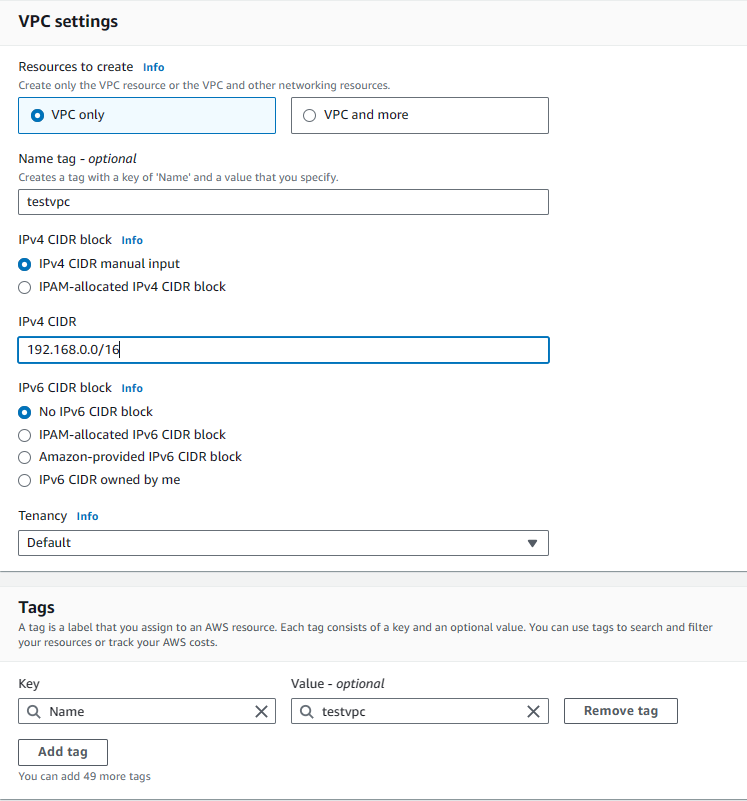 VPC settings
Resources to create Info
Create only the VPC resource or the VPC and other networking resources.
VPC only VPC and more
Name tag - optional
Creates a tag with a key of 'Name' and a value that you specify.
testvpc
IPv4 CIDR block Info
IPv4 CIDR manual input
IPAM-allocated IPv4 CIDR block
IPv4 CIDR
192.168.0.0/16
IPv6 CIDR block Info
No IPv6 CIDR block
IPAM-allocated IPv6 CIDR block
Amazon-provided IPv6 CIDR block
IPv6 CIDR owned by me
Tenancy Info
Default
Tags
A tag is a label that you assign to an AWS resource. Each tag consists of a key and an optional value. You can use tags to search and filter
your resources or track your AWS costs.
Key Value - optional
Name testvpc Remove tag
Add tag
You can add 49 more tags